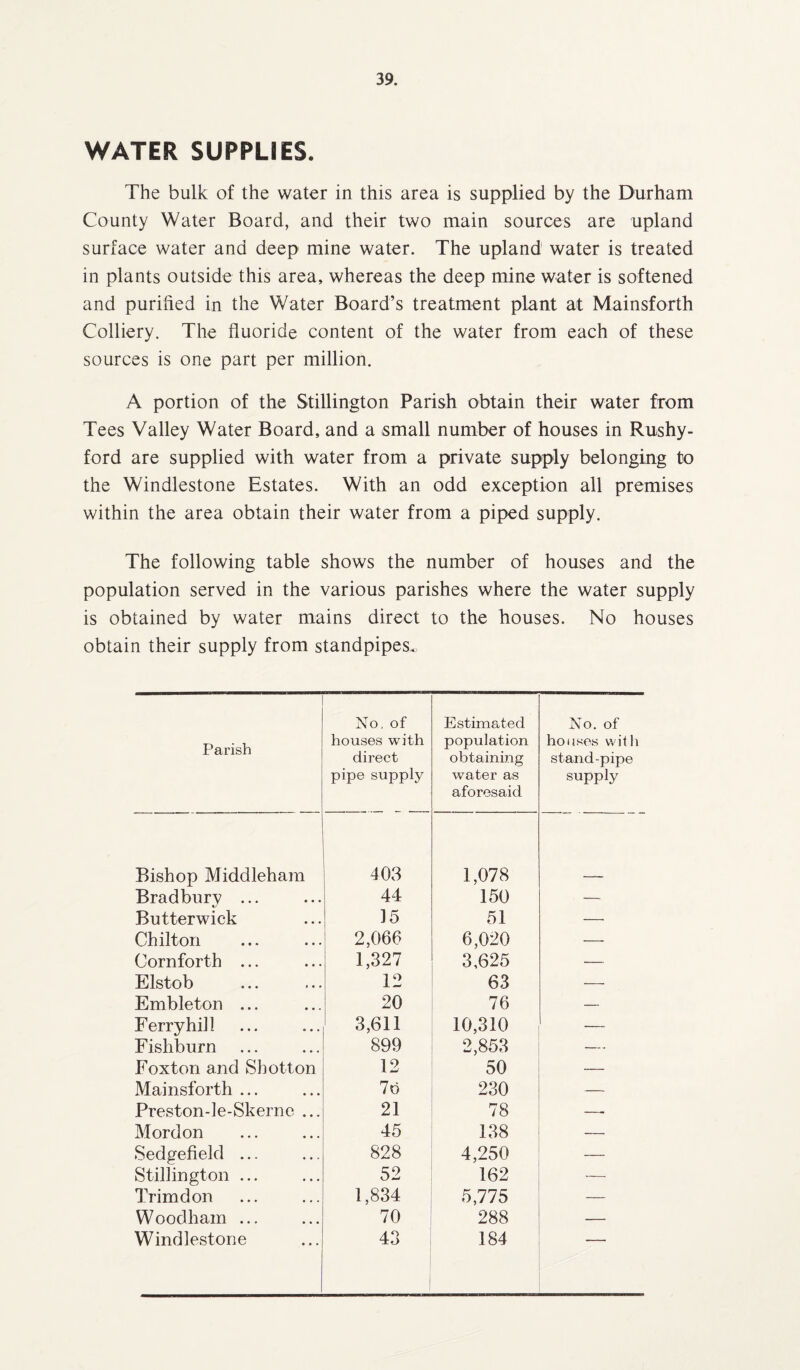 39.
WATER SUPPLIES.
The bulk of the water in this area is supplied by the Durham
County Water Board, and their two main sources are upland
surface water and deep mine water. The upland water is treated
in plants outside this area, whereas the deep mine water is softened
and purified in the Water Board's treatment plant at Mainsforth
Colliery. The fluoride content of the water from each of these
sources is one part per million.
A portion of the Stillington Parish obtain their water from
Tees Valley Water Board, and a small number of houses in Rushy-
ford are supplied with water from a private supply belonging to
the Windlestone Estates. With an odd exception all premises
within the area obtain their water from a piped supply.
The following table shows the number of houses and the
population served in the various parishes where the water supply
is obtained by water mains direct to the houses. No houses
obtain their supply from standpipes.
Parish | No. of houses with direct pipe supply | Estimated population obtaining water as aforesaid | No. of houses with stand-pipe supply
Bishop Middleham 403 1,078 —
Bradbury ... ... 44 150 —
Butterwick ... 15 51 —
Chilton ... ... 2,066 6,020 —
Cornforth ... ... 1,327 3,625 —
Elstob ... ... 12 63 —
Embleton ... ... 20 76 —
Ferryhill ... ... 3,611 10,310 —
Fishburn ... ... 899 2,853 —
Foxton and Shotton 12 50 —
Mainsforth ... ... 76 230 —
Preston-le-Skerne ... 21 78 —
Mordon ... ... 45 138 —
Sedgefield ... ... 828 4,250 —
Stillington ... ... 52 162 —
Trimdon ... ... 1,834 5,775 —
Woodham ... ... 70 288 —
Windlestone ... 43 184 —